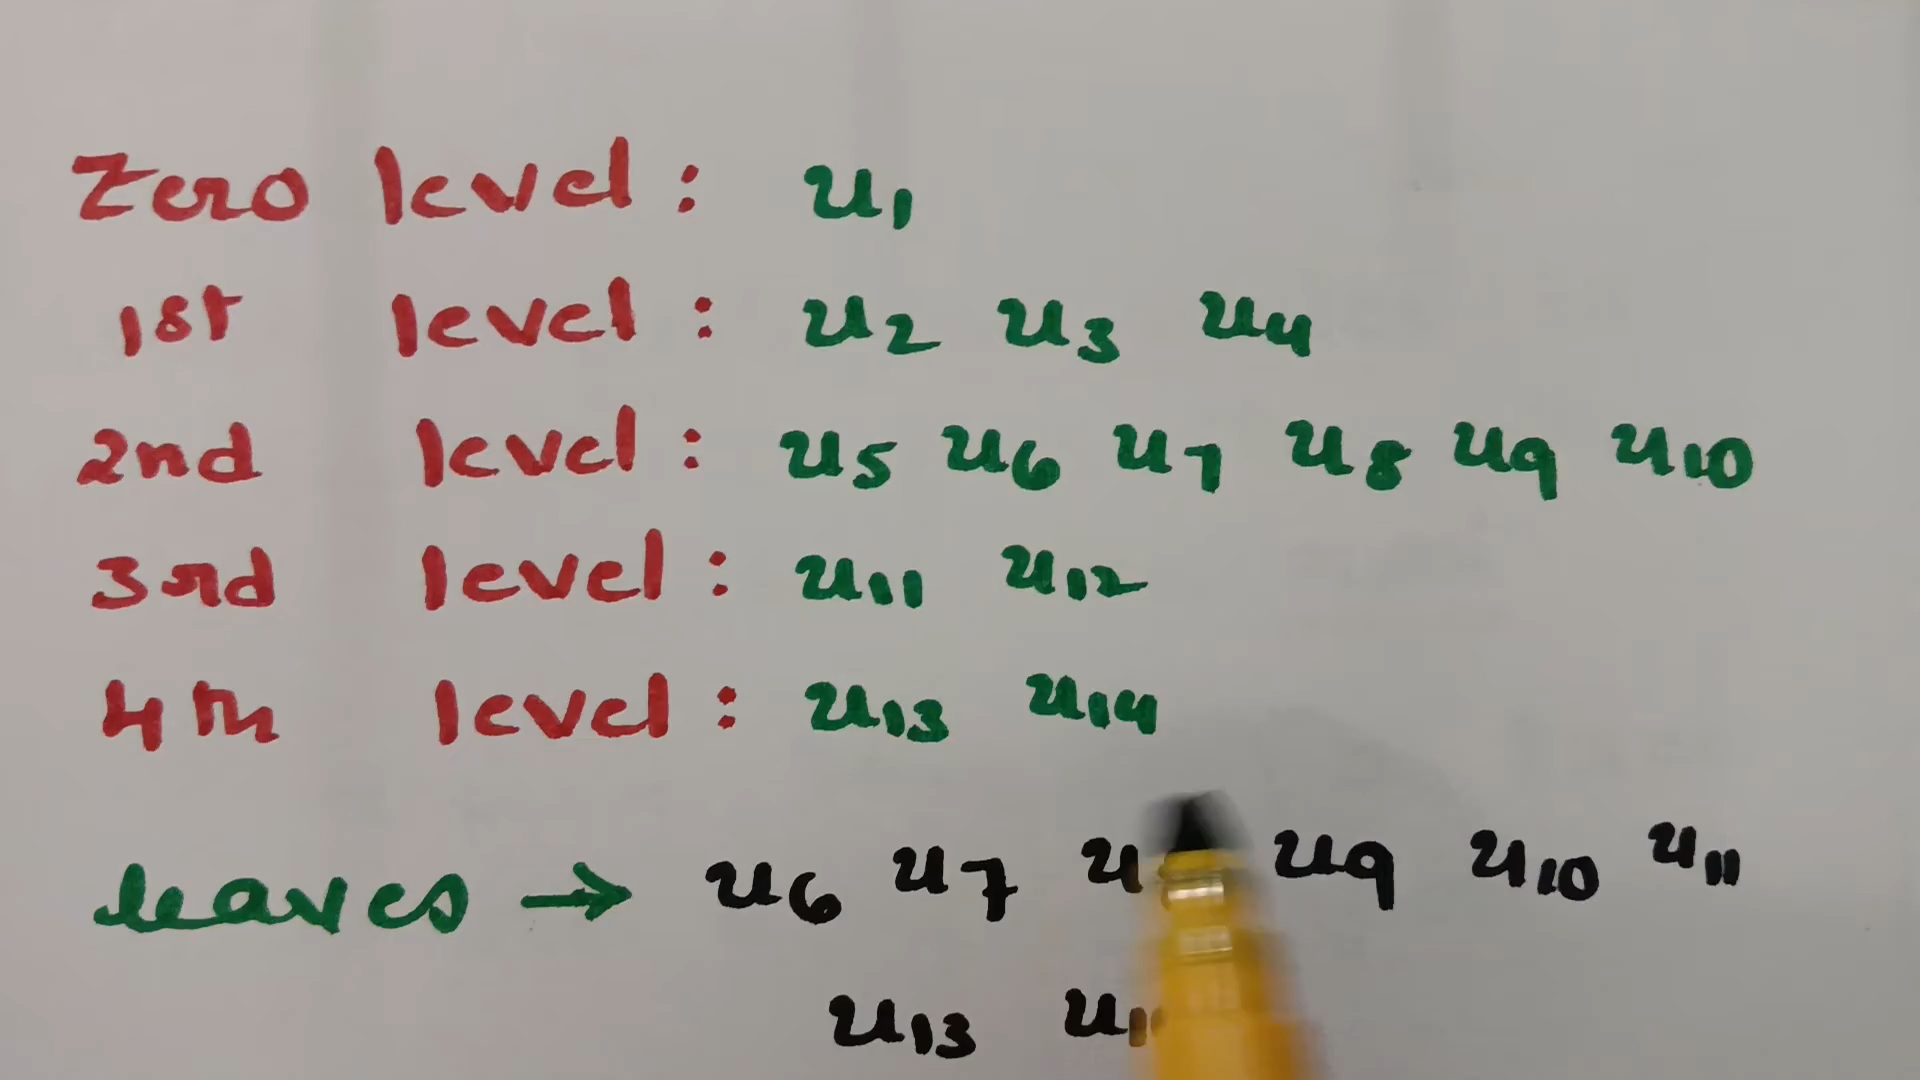 Zero level : u1
1st level : u2 u3 u4
2nd level : u5 u6 u7 u8 u9 u10
3rd level : u11 u12
4th level : u13 u14
leaves → u6 u7 u u9 u10 u11
u13